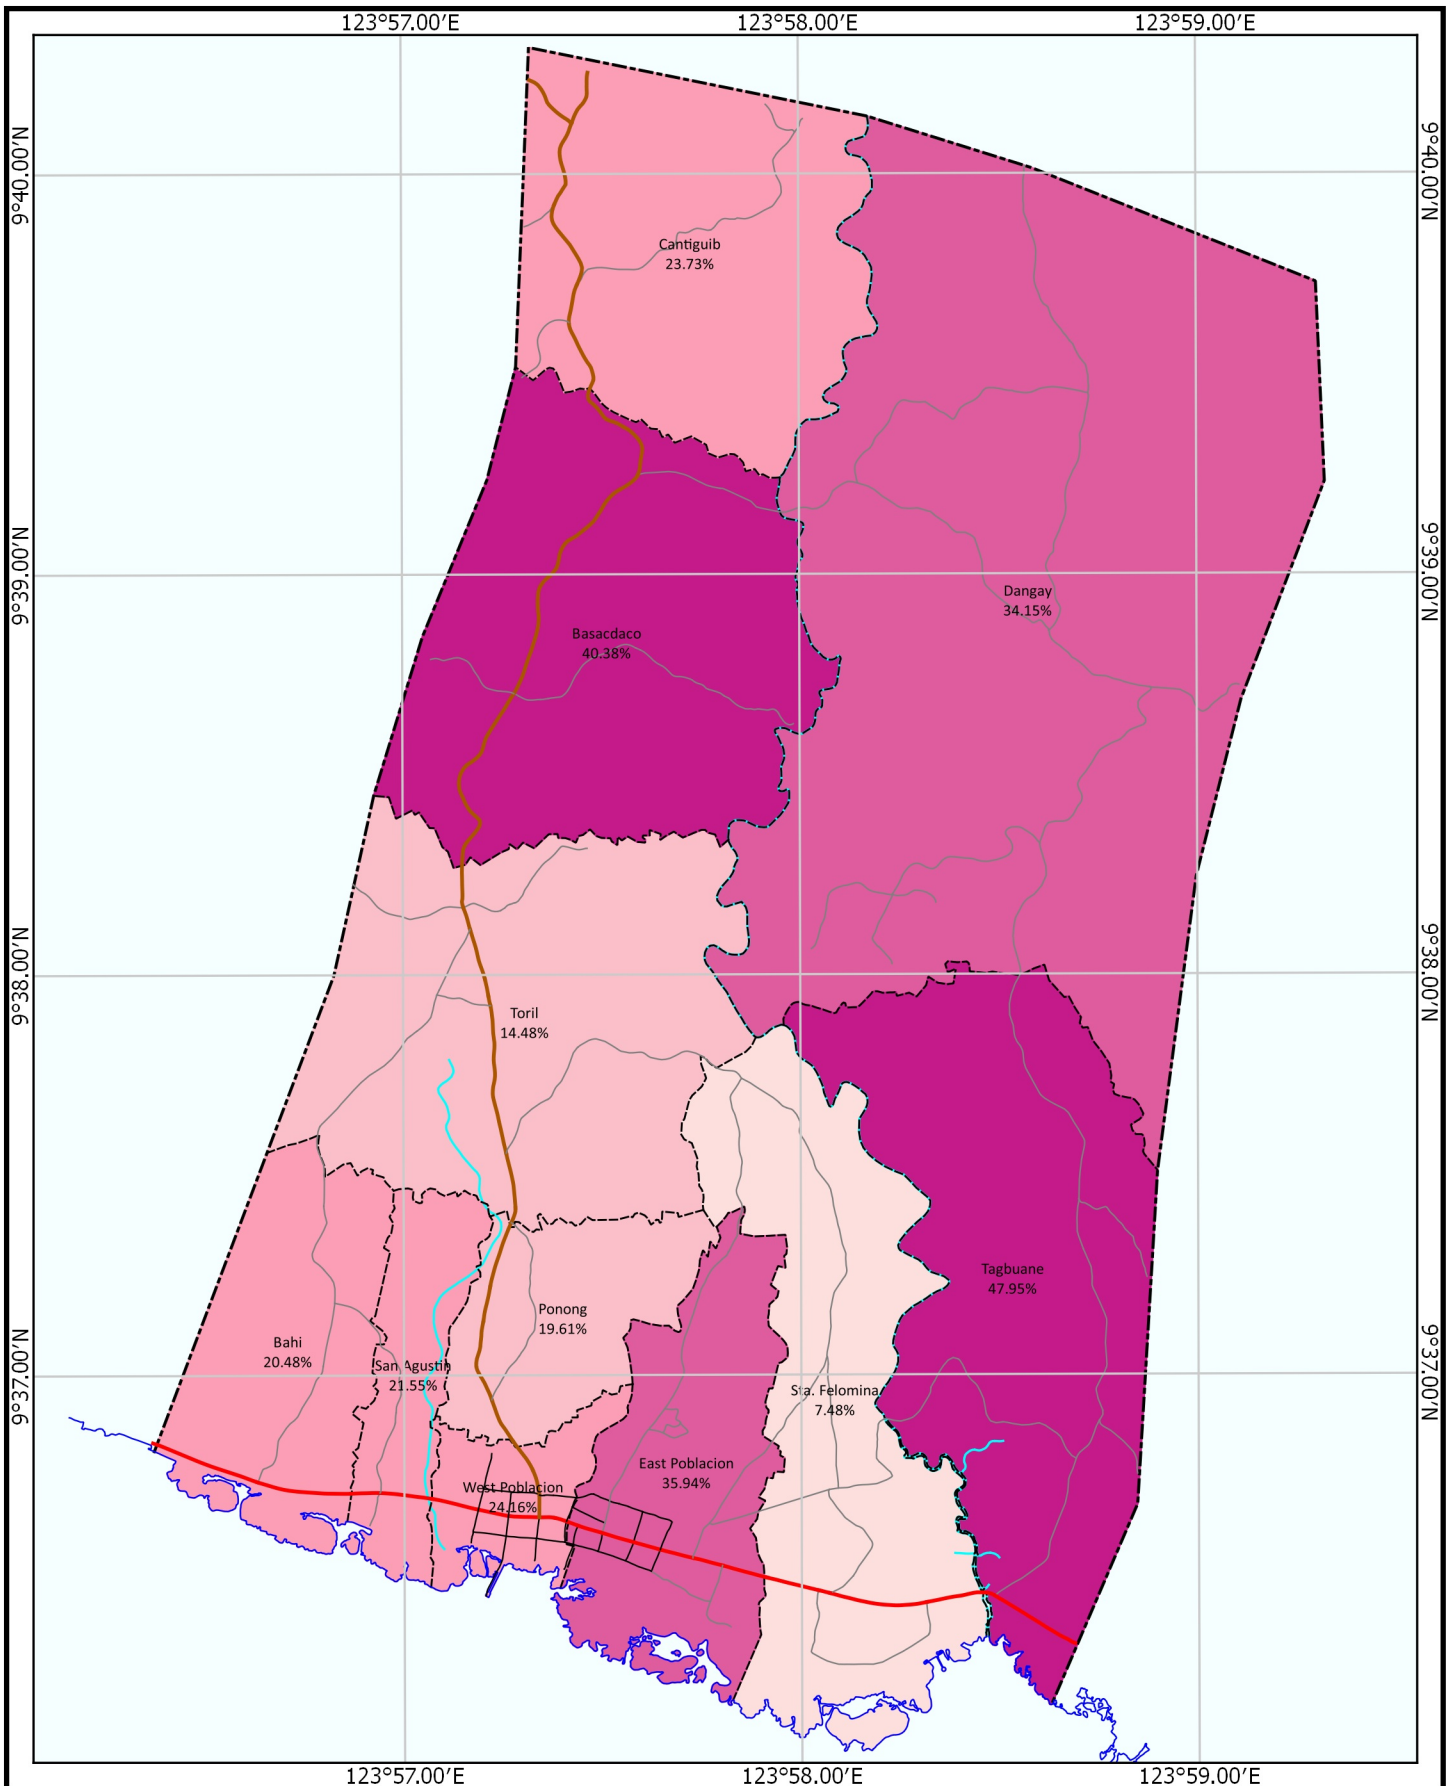 123°57.00'E 123°58.00'E 123°59.00'E
9°40.00'N 9°40.00'N
Cantiguib
23.73%
9°39.00'N 9°39.00'N
Dangay
34.15%
Basacdaco
40.38%
9°38.00'N 9°38.00'N
Toril
14.48%
Tagbuane
47.95%
Ponong
19.61%
Bahi
20.48%
San Agustin
21.55%
9°37.00'N 9°37.00'N
Sta. Felomina
7.48%
East Poblacion
35.94%
West Poblacion
24.16%
123°57.00'E 123°58.00'E 123°59.00'E